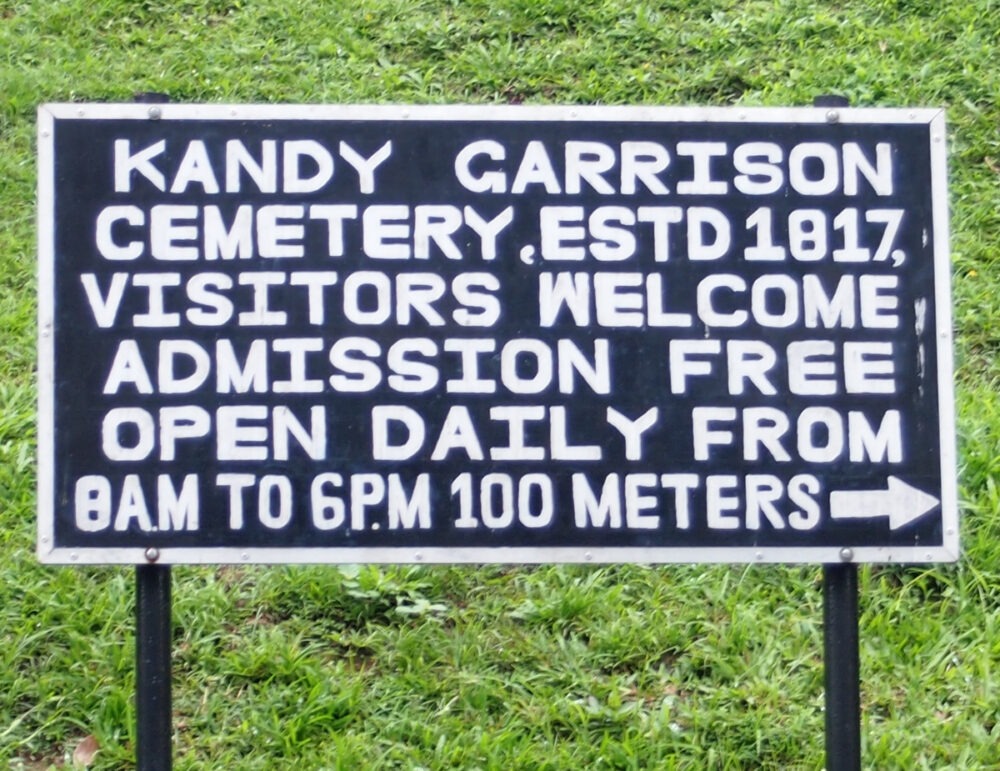 KANDY GARRISON
CEMETERY,ESTD 1817,
VISITORS WELCOME
ADMISSION FREE
OPEN DAILY FROM
8A.M TO 6P.M 100 METERS